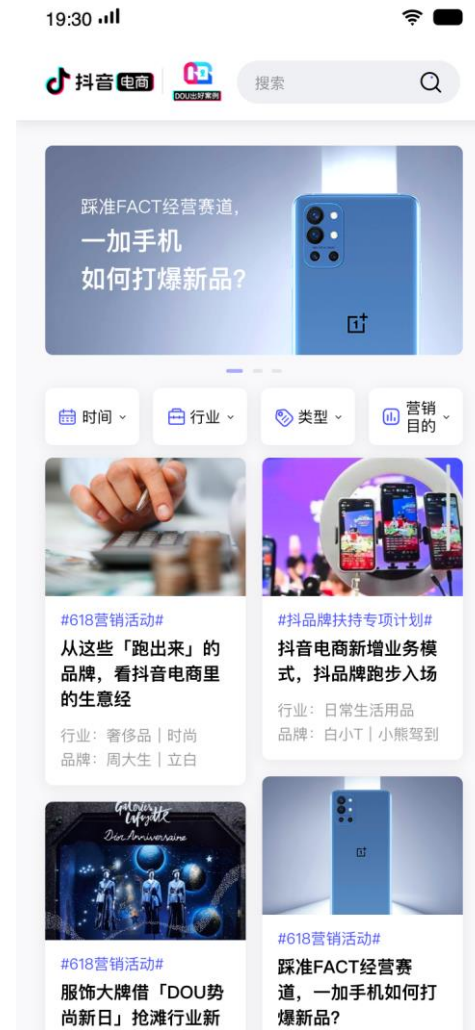 19:30
抖音电商
DOU出好案例
搜索
踩准FACT经营赛道,
一加手机
如何打爆新品?
时间
行业
类型
营销
目的
#618营销活动#
从这些「跑出来」的
品牌，看抖音电商里
的生意经
行业：奢侈品｜时尚
品牌：周大生｜立白
#抖品牌扶持专项计划#
抖音电商新增业务模
式，抖品牌跑步入场
行业：日常生活用品
品牌：白小T｜小熊驾到
Galeries
Lafayette
Dior Anniversaire
#618营销活动#
服饰大牌借「DOU势
尚新日」抢滩行业新
#618营销活动#
踩准FACT经营赛
道，一加手机如何打
爆新品?